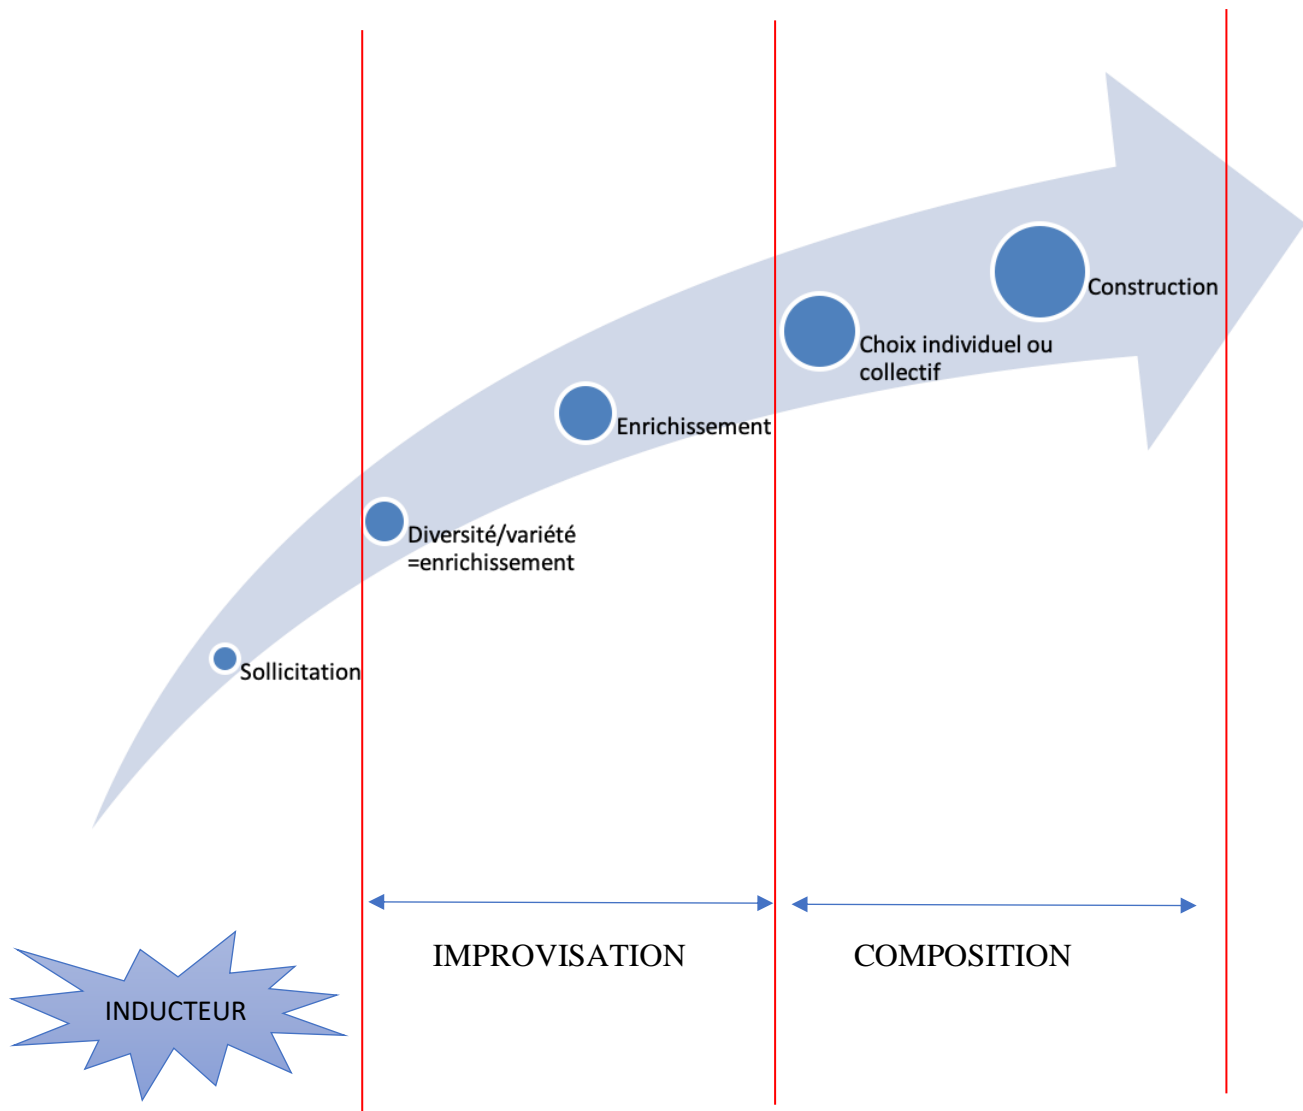 Construction
Choix individuel ou
collectif
Enrichissement
Diversité/variété
=enrichissement
Sollicitation
IMPROVISATION
COMPOSITION
INDUCTEUR